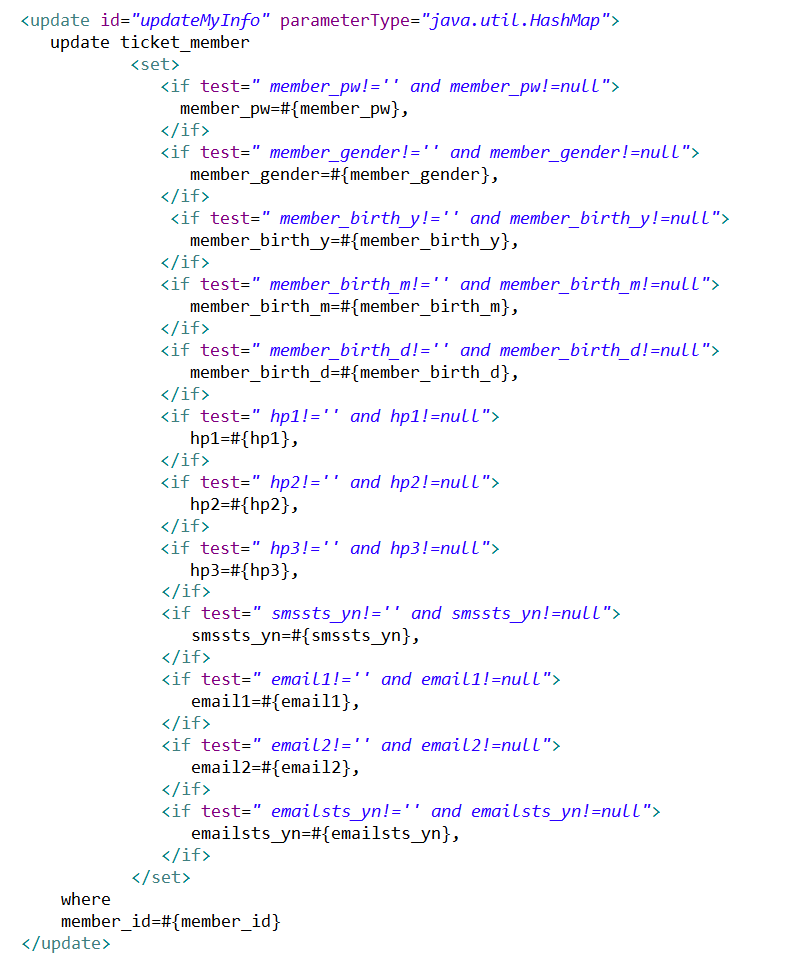 <update id="updateMyInfo" parameterType="java.util.HashMap">
update ticket_member
<set>
<if test=" member_pw!='' and member_pw!=null">
member_pw=#{member_pw},
</if>
<if test=" member_gender!='' and member_gender!=null">
member_gender=#{member_gender},
</if>
<if test=" member_birth_y!='' and member_birth_y!=null">
member_birth_y=#{member_birth_y},
</if>
<if test=" member_birth_m!='' and member_birth_m!=null">
member_birth_m=#{member_birth_m},
</if>
<if test=" member_birth_d!='' and member_birth_d!=null">
member_birth_d=#{member_birth_d},
</if>
<if test=" hp1!='' and hp1!=null">
hp1=#{hp1},
</if>
<if test=" hp2!='' and hp2!=null">
hp2=#{hp2},
</if>
<if test=" hp3!='' and hp3!=null">
hp3=#{hp3},
</if>
<if test=" smssts_yn!='' and smssts_yn!=null">
smssts_yn=#{smssts_yn},
</if>
<if test=" email1!='' and email1!=null">
email1=#{email1},
</if>
<if test=" email2!='' and email2!=null">
email2=#{email2},
</if>
<if test=" emailsts_yn!='' and emailsts_yn!=null">
emailsts_yn=#{emailsts_yn},
</if>
</set>
where
member_id=#{member_id}
</update>